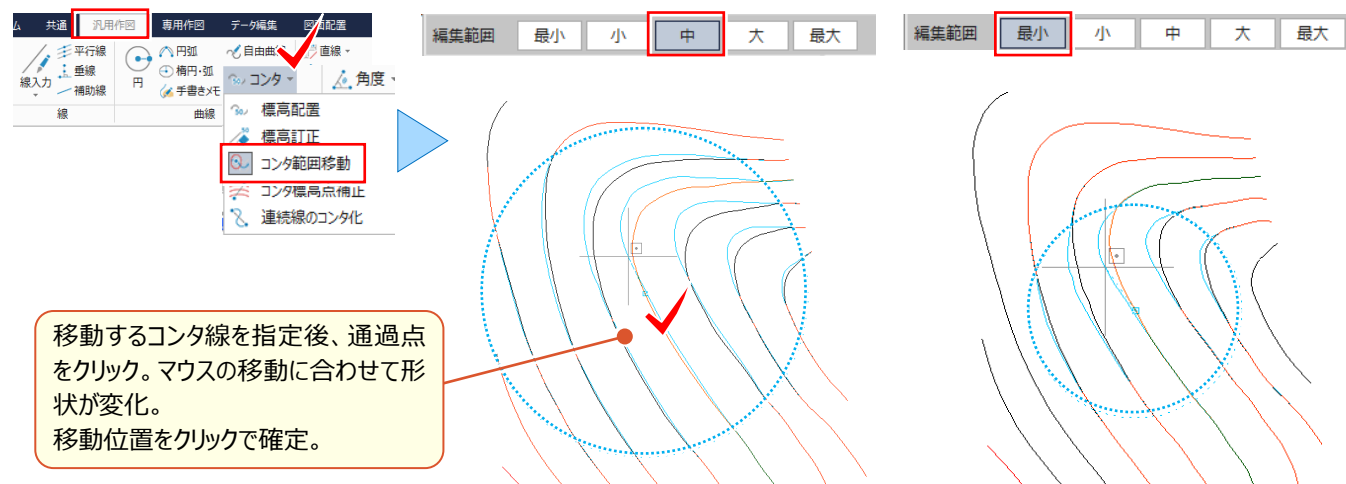 共通 汎用作図 専用作図 データ編集 図面配置
平行線 円弧 自由曲線 直線
線入力 垂線 円 楕円・弧 コンタ 角度
補助線 手書きメモ
線 曲線
標高配置
標高訂正
コンタ範囲移動
コンタ標高点補正
連続線のコンタ化
編集範囲 最小 小 中 大 最大
編集範囲 最小 小 中 大 最大
移動するコンタ線を指定後、通過点
をクリック。マウスの移動に合わせて形
状が変化。
移動位置をクリックで確定。